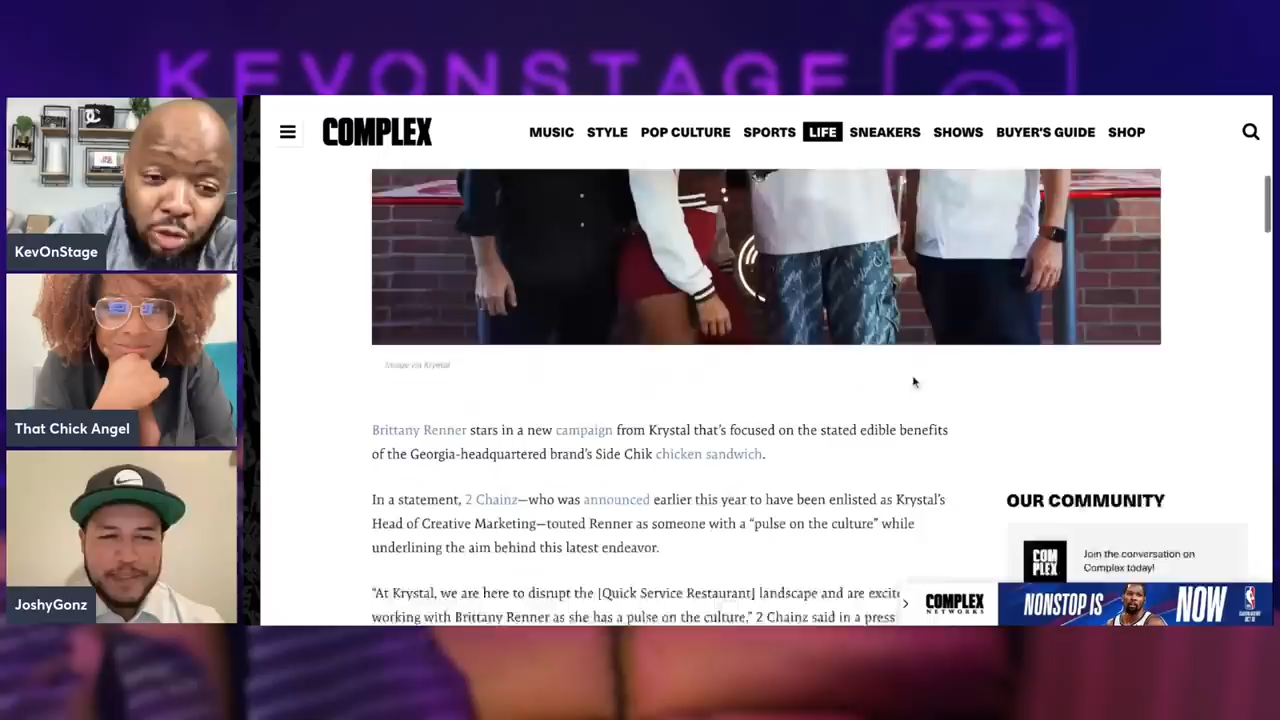 KEVONSTAGE
COMPLEX
MUSIC STYLE POP CULTURE SPORTS LIFE SNEAKERS SHOWS BUYER'S GUIDE SHOP
KevOnStage
Image via Krystal
That Chick Angel
Brittany Renner stars in a new campaign from Krystal that's focused on the stated edible benefits
of the Georgia-headquartered brand's Side Chik chicken sandwich.
In a statement, 2 Chainz—who was announced earlier this year to have been enlisted as Krystal's
Head of Creative Marketing—touted Renner as someone with a “pulse on the culture” while
underlining the aim behind this latest endeavor.
“At Krystal, we are here to disrupt the [Quick Service Restaurant] landscape and are excite
working with Brittany Renner as she has a pulse on the culture,” 2 Chainz said in a press
OUR COMMUNITY
COM
PLEX
Join the conversation on
Complex today!
JoshyGonz
COMPLEX
NETWORKS
NONSTOP IS NOW
NBA